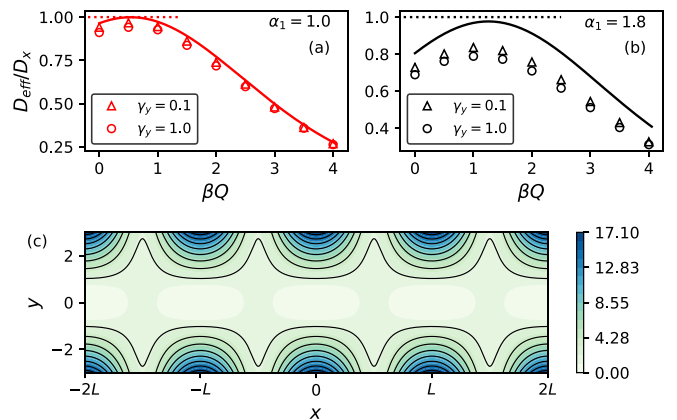 1.00
α₁ = 1.0
(a)
0.75
0.50
0.25
D_eff/D_x
γ_y = 0.1
γ_y = 1.0
0 1 2 3 4
βQ
1.0
α₁ = 1.8
(b)
0.8
0.6
0.4
γ_y = 0.1
γ_y = 1.0
0 1 2 3 4
βQ
(c)
2
0
−2
y
−2L −L 0 L 2L
x
17.10
12.83
8.55
4.28
0.00